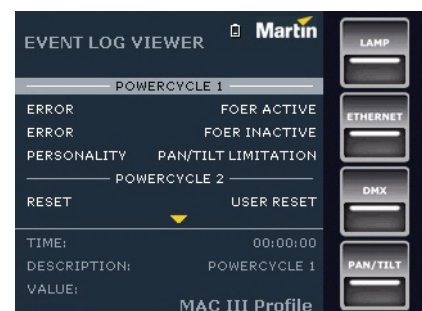 Martin
EVENT LOG VIEWER
POWERCYCLE 1
ERROR FOER ACTIVE
ERROR FOER INACTIVE
PERSONALITY PAN/TILT LIMITATION
POWERCYCLE 2
RESET USER RESET
TIME: 00:00:00
DESCRIPTION: POWERCYCLE 1
VALUE:
MAC III Profile
LAMP
ETHERNET
DMX
PAN/TILT